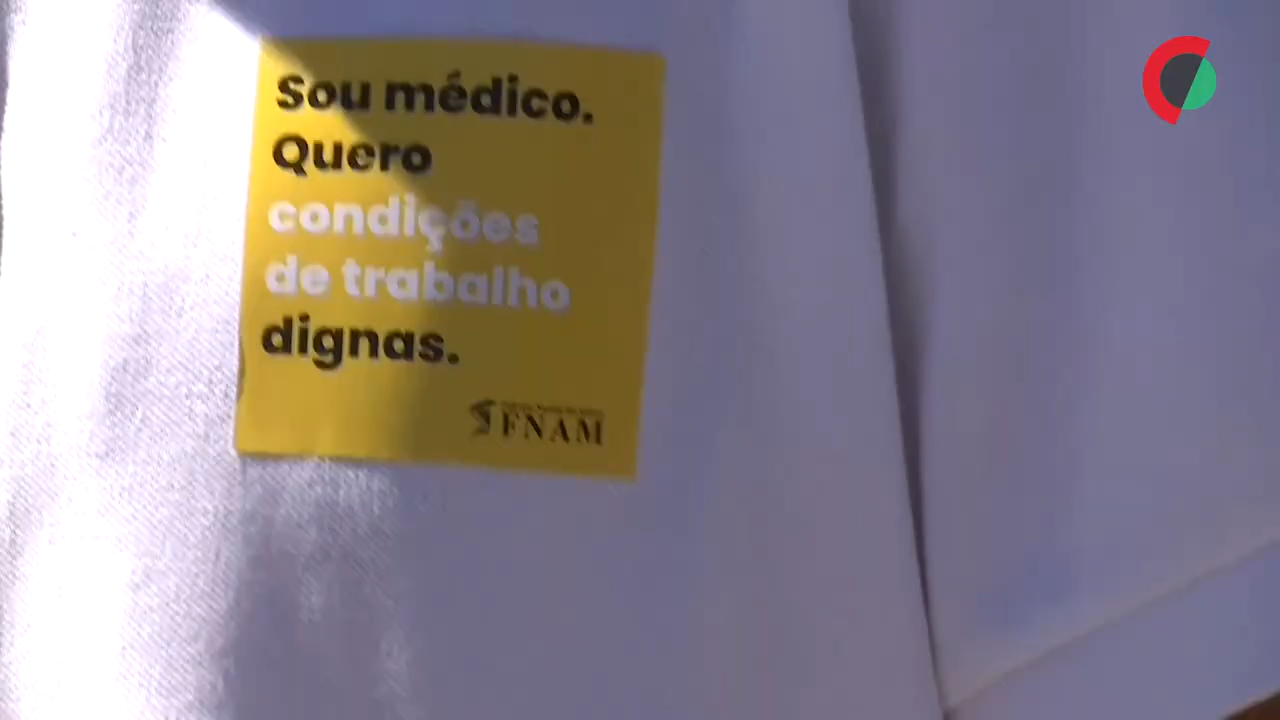 Sou médico.
Quero
condições
de trabalho
dignas.
FNAM